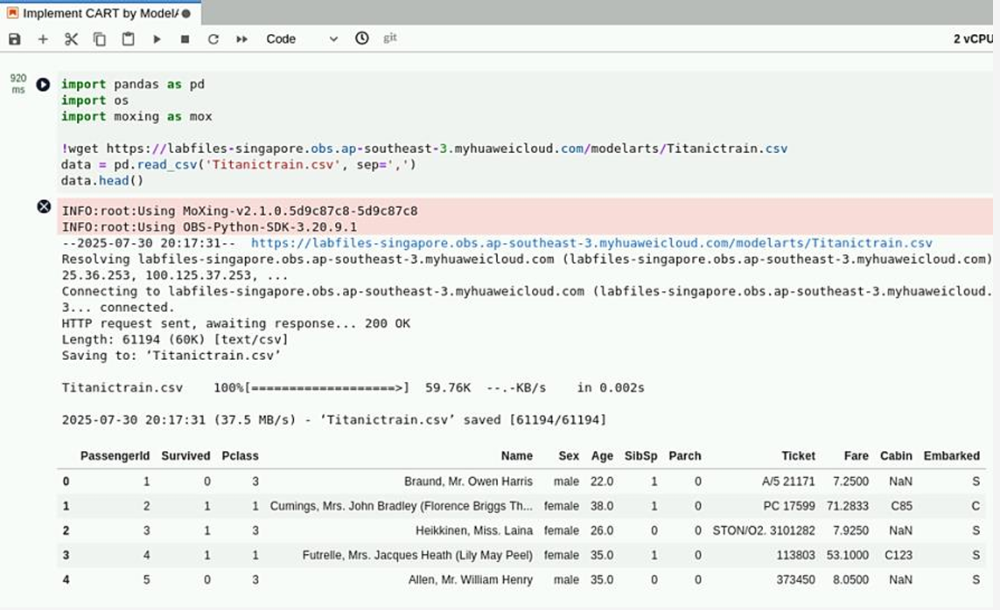 Implement CART by ModelA
Code
git
2 vCPU
920
ms
import pandas as pd
import os
import moxing as mox
!wget https://labfiles-singapore.obs.ap-southeast-3.myhuaweicloud.com/modelarts/Titanictrain.csv
data = pd.read_csv('Titanictrain.csv', sep=',')
data.head()
INFO:root:Using MoXing-v2.1.0.5d9c87c8-5d9c87c8
INFO:root:Using OBS-Python-SDK-3.20.9.1
--2025-07-30 20:17:31--  https://labfiles-singapore.obs.ap-southeast-3.myhuaweicloud.com/modelarts/Titanictrain.csv
Resolving labfiles-singapore.obs.ap-southeast-3.myhuaweicloud.com (labfiles-singapore.obs.ap-southeast-3.myhuaweicloud.com)
25.36.253, 100.125.37.253, ...
Connecting to labfiles-singapore.obs.ap-southeast-3.myhuaweicloud.com (labfiles-singapore.obs.ap-southeast-3.myhuaweicloud.
3... connected.
HTTP request sent, awaiting response... 200 OK
Length: 61194 (60K) [text/csv]
Saving to: ‘Titanictrain.csv’
Titanictrain.csv    100%[===================>]  59.76K  --.-KB/s    in 0.002s
2025-07-30 20:17:31 (37.5 MB/s) - ‘Titanictrain.csv’ saved [61194/61194]
PassengerId Survived Pclass Name Sex Age SibSp Parch Ticket Fare Cabin Embarked
0 1 0 3 Braund, Mr. Owen Harris male 22.0 1 0 A/5 21171 7.2500 NaN S
1 2 1 1 Cumings, Mrs. John Bradley (Florence Briggs Th... female 38.0 1 0 PC 17599 71.2833 C85 C
2 3 1 3 Heikkinen, Miss. Laina female 26.0 0 0 STON/O2. 3101282 7.9250 NaN S
3 4 1 1 Futrelle, Mrs. Jacques Heath (Lily May Peel) female 35.0 1 0 113803 53.1000 C123 S
4 5 0 3 Allen, Mr. William Henry male 35.0 0 0 373450 8.0500 NaN S